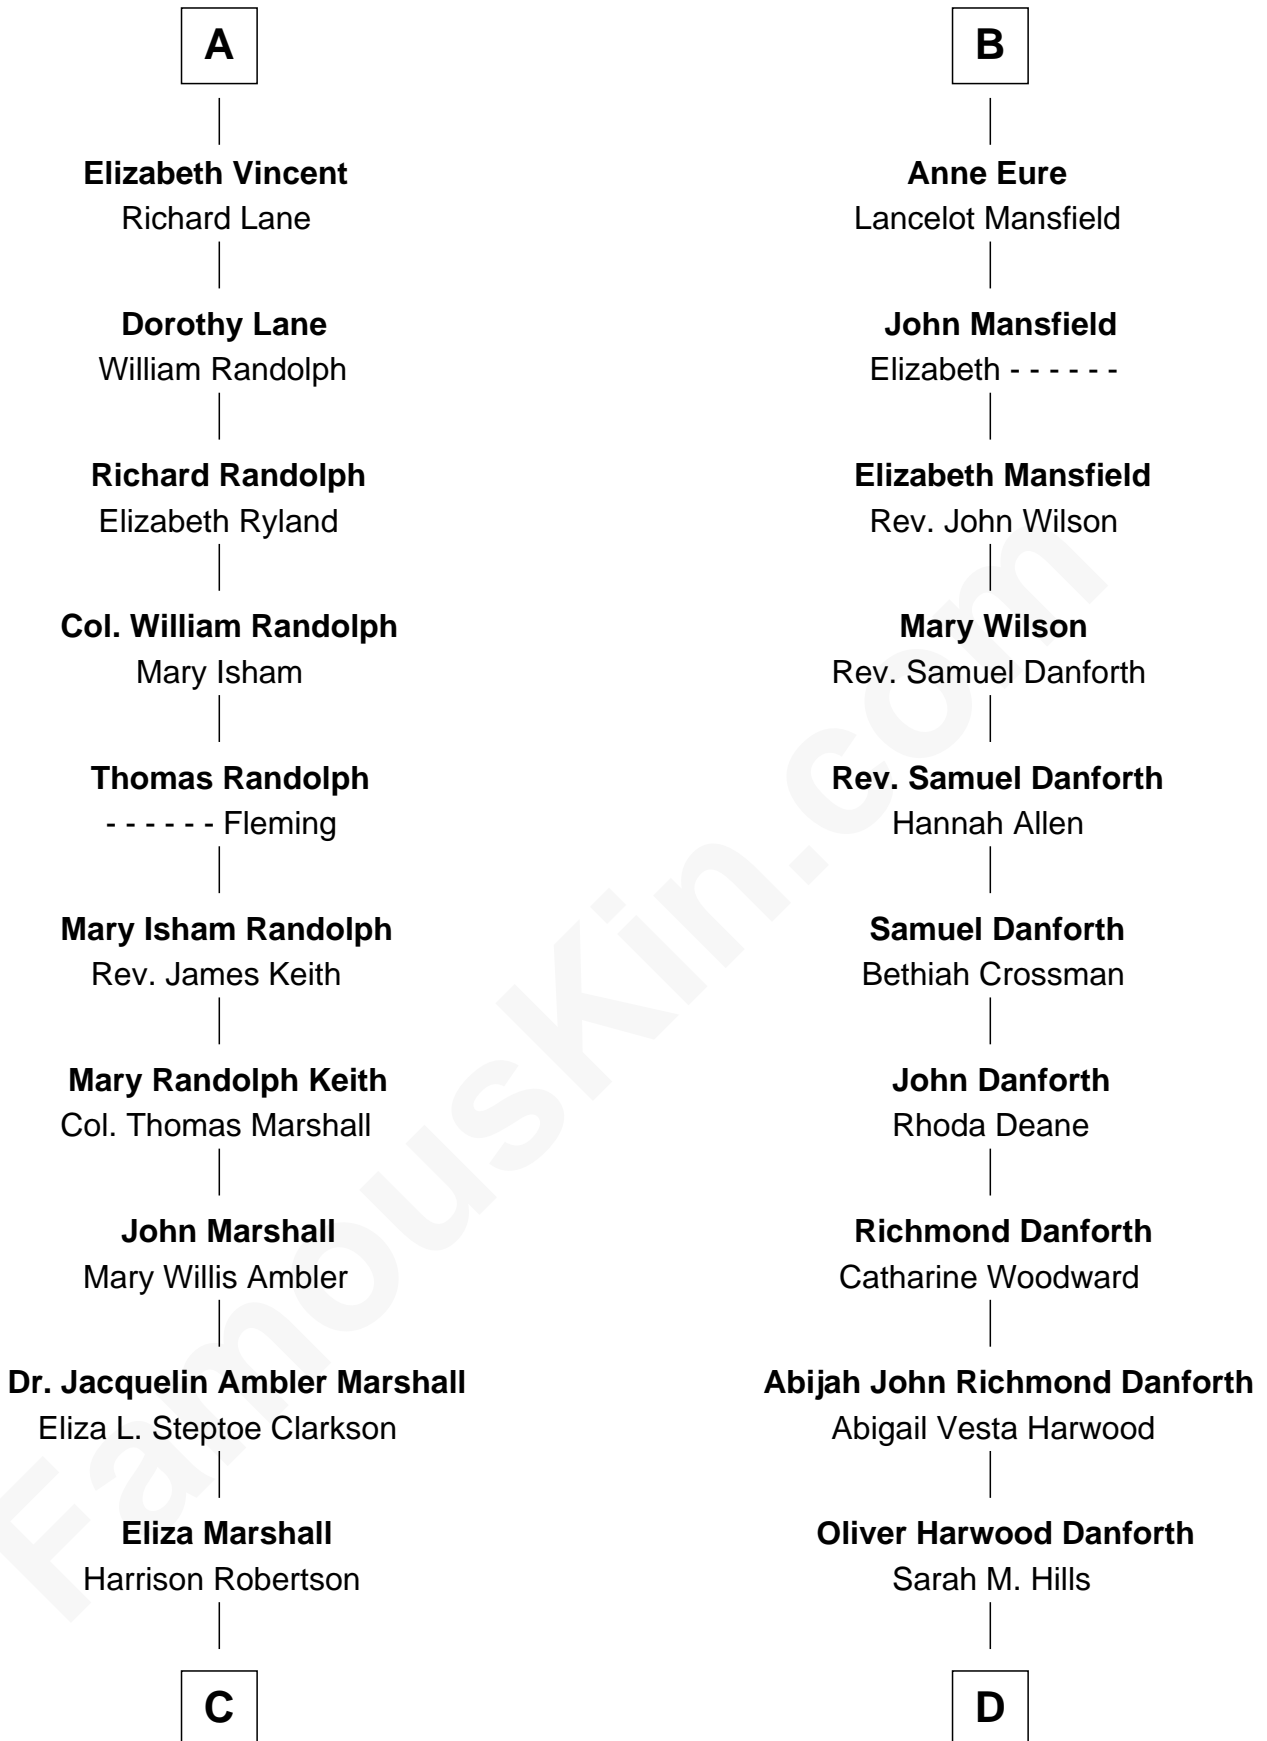 A
Elizabeth Vincent
Richard Lane
Dorothy Lane
William Randolph
Richard Randolph
Elizabeth Ryland
Col. William Randolph
Mary Isham
Thomas Randolph
- - - - - - Fleming
Mary Isham Randolph
Rev. James Keith
Mary Randolph Keith
Col. Thomas Marshall
John Marshall
Mary Willis Ambler
Dr. Jacquelin Ambler Marshall
Eliza L. Steptoe Clarkson
Eliza Marshall
Harrison Robertson
C
B
Anne Eure
Lancelot Mansfield
John Mansfield
Elizabeth - - - - - -
Elizabeth Mansfield
Rev. John Wilson
Mary Wilson
Rev. Samuel Danforth
Rev. Samuel Danforth
Hannah Allen
Samuel Danforth
Bethiah Crossman
John Danforth
Rhoda Deane
Richmond Danforth
Catharine Woodward
Abijah John Richmond Danforth
Abigail Vesta Harwood
Oliver Harwood Danforth
Sarah M. Hills
D
FamousKin.com